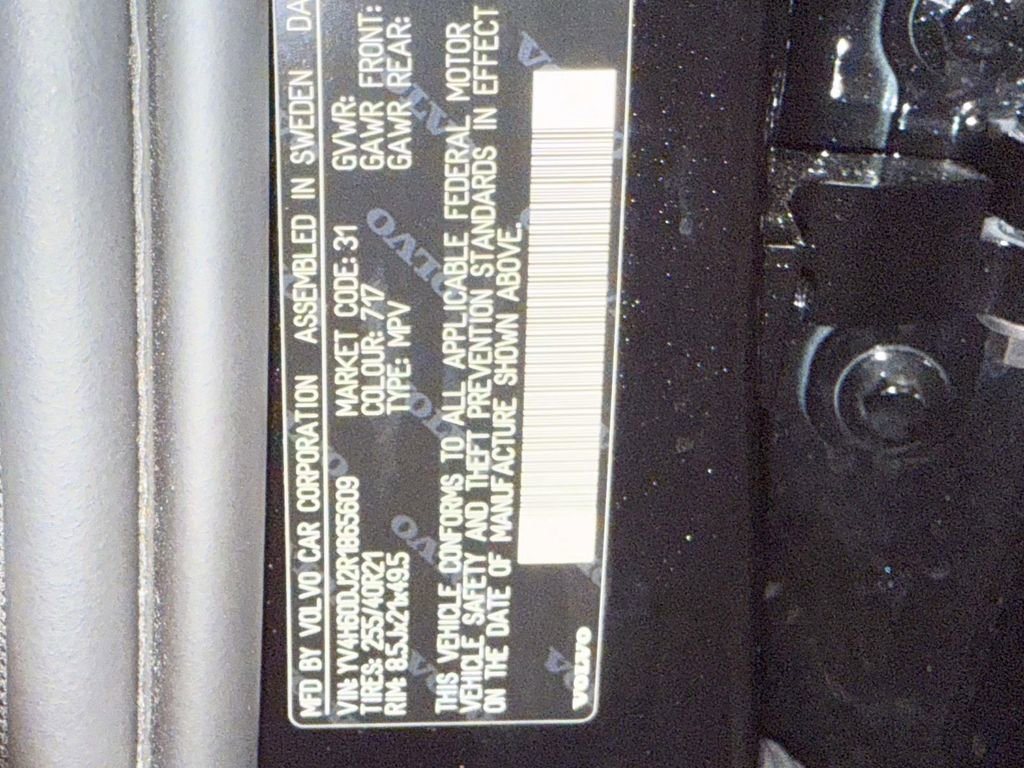 MFD BY VOLVO CAR CORPORATION ASSEMBLED IN SWEDEN DA
VIN: YV4H60DJ2R1865609 MARKET CODE: 31 GVWR:
TIRES: 255/40R21 COLOUR: 717 GAWR FRONT:
RIM: 8.5Jx21x49.5 TYPE: MPV GAWR REAR:
THIS VEHICLE CONFORMS TO ALL APPLICABLE FEDERAL MOTOR
VEHICLE SAFETY AND THEFT PREVENTION STANDARDS IN EFFECT
ON THE DATE OF MANUFACTURE SHOWN ABOVE.
VOLVO